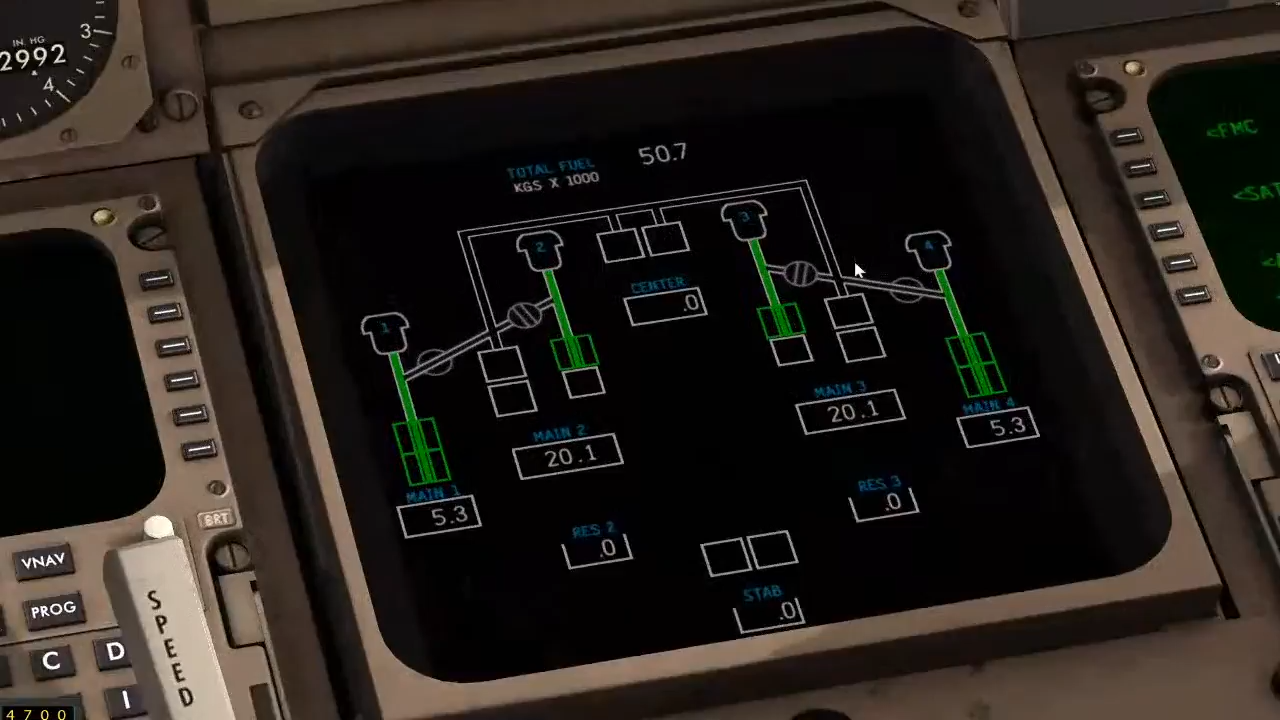 IN. HG
2992
3
4
TOTAL FUEL 50.7
KGS X 1000
1
2
3
4
CENTER
.0
MAIN 1
5.3
MAIN 2
20.1
MAIN 3
20.1
MAIN 4
5.3
RES 2
.0
RES 3
.0
STAB
.0
<FMC
<SAT
<
BRT
VNAV
PROG
C
D
I
SPEED
4700